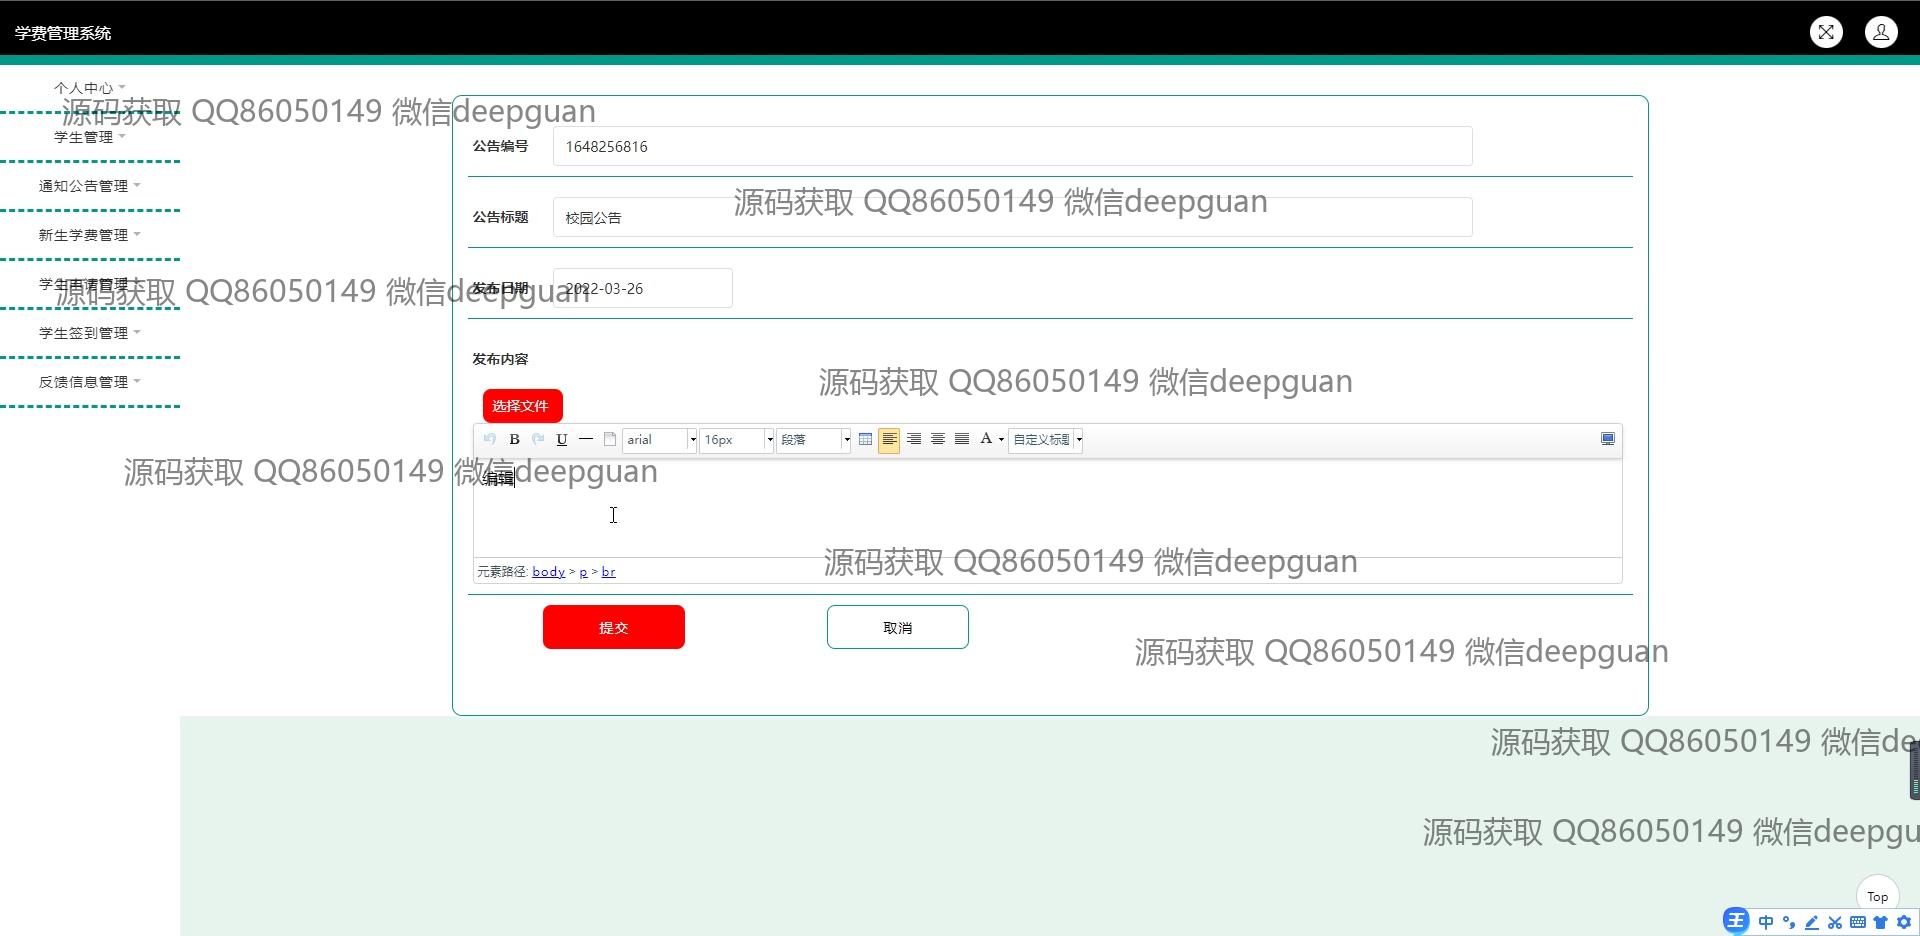 学费管理系统
个人中心
源码获取 QQ86050149 微信deepguan
学生管理
公告编号 1648256816
通知公告管理
源码获取 QQ86050149 微信deepguan
公告标题 校园公告
新生学费管理
学生申请管理
源码获取 QQ86050149 微信deepguan
发布日期 2022-03-26
学生签到管理
发布内容
反馈信息管理
源码获取 QQ86050149 微信deepguan
选择文件
B U arial 16px 段落 A 自定义标题
源码获取 QQ86050149 微信deepguan
编辑
源码获取 QQ86050149 微信deepguan
元素路径: body > p > br
提交 取消
源码获取 QQ86050149 微信deepguan
源码获取 QQ86050149 微信de
源码获取 QQ86050149 微信deepgu
Top
王 中